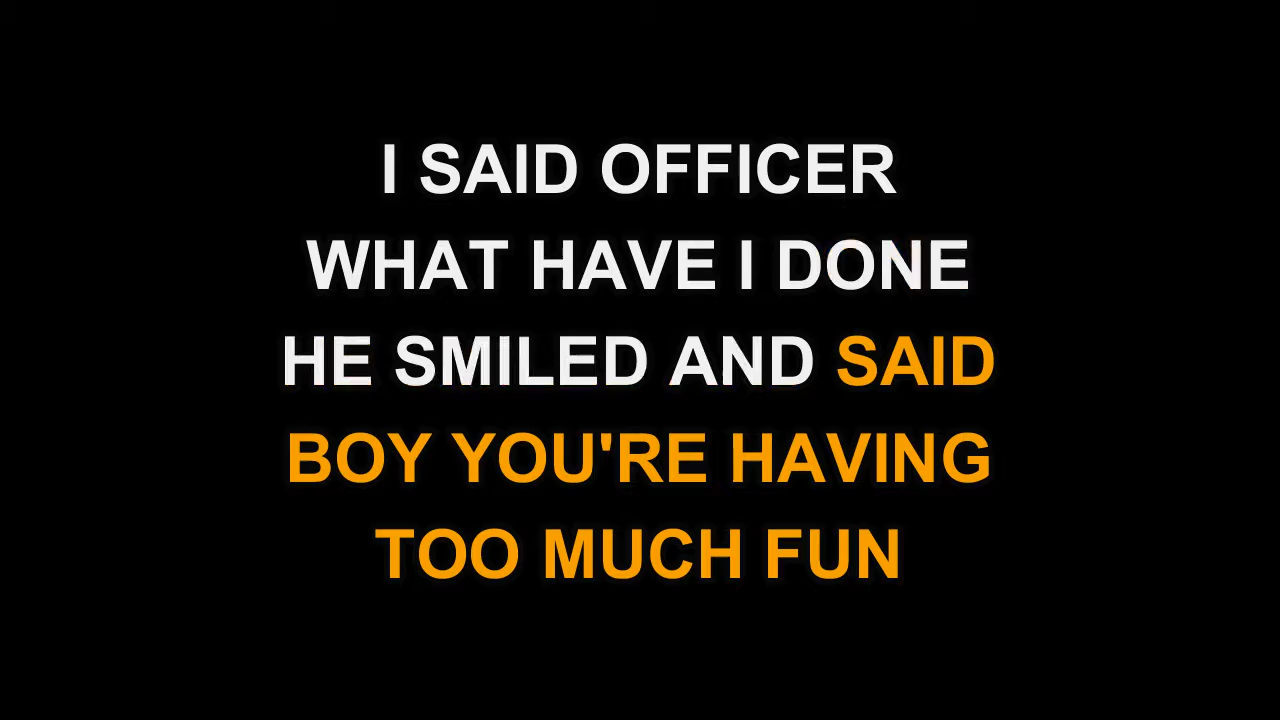 I SAID OFFICER
WHAT HAVE I DONE
HE SMILED AND SAID
BOY YOU'RE HAVING
TOO MUCH FUN